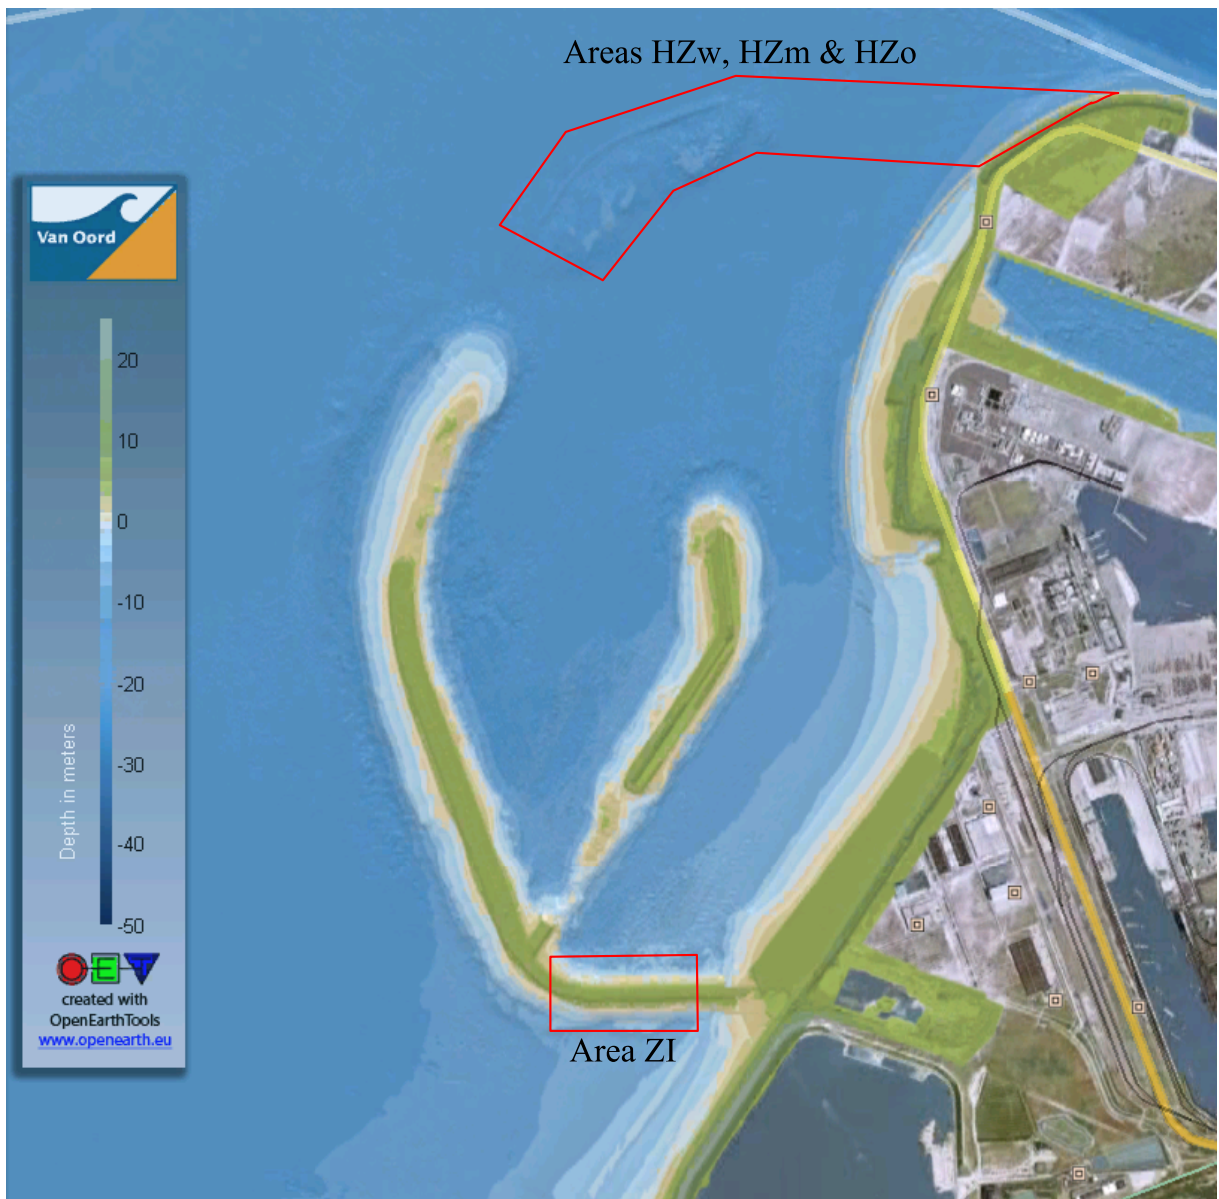 Areas HZw, HZm & HZo
Van Oord
20
10
0
-10
-20
-30
-40
-50
Depth in meters
E
created with
OpenEarthTools
www.openearth.eu
Area ZI